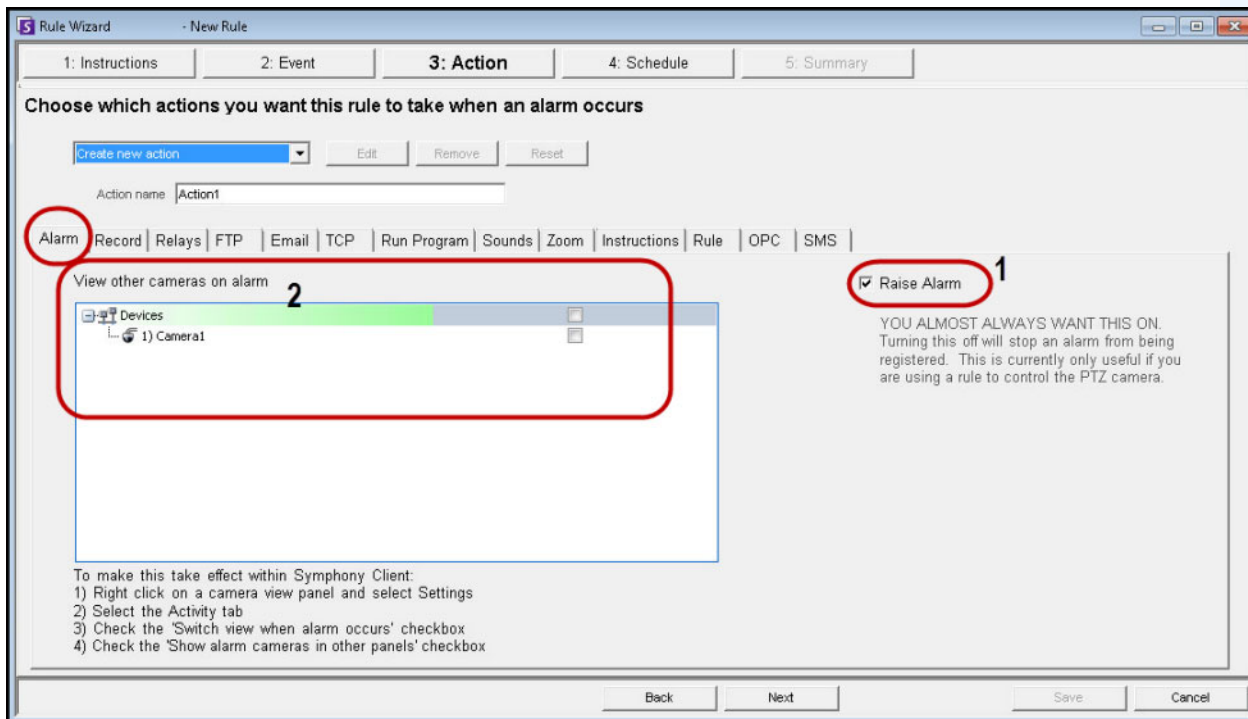 Rule Wizard - New Rule
1: Instructions 2: Event 3: Action 4: Schedule 5: Summary
Choose which actions you want this rule to take when an alarm occurs
Create new action Edit Remove Reset
Action name Action1
Alarm Record Relays FTP Email TCP Run Program Sounds Zoom Instructions Rule OPC SMS
View other cameras on alarm
2
Devices
1) Camera1
Raise Alarm
1
YOU ALMOST ALWAYS WANT THIS ON.
Turning this off will stop an alarm from being
registered. This is currently only useful if you
are using a rule to control the PTZ camera.
To make this take effect within Symphony Client:
1) Right click on a camera view panel and select Settings
2) Select the Activity tab
3) Check the 'Switch view when alarm occurs' checkbox
4) Check the 'Show alarm cameras in other panels' checkbox
Back Next Save Cancel